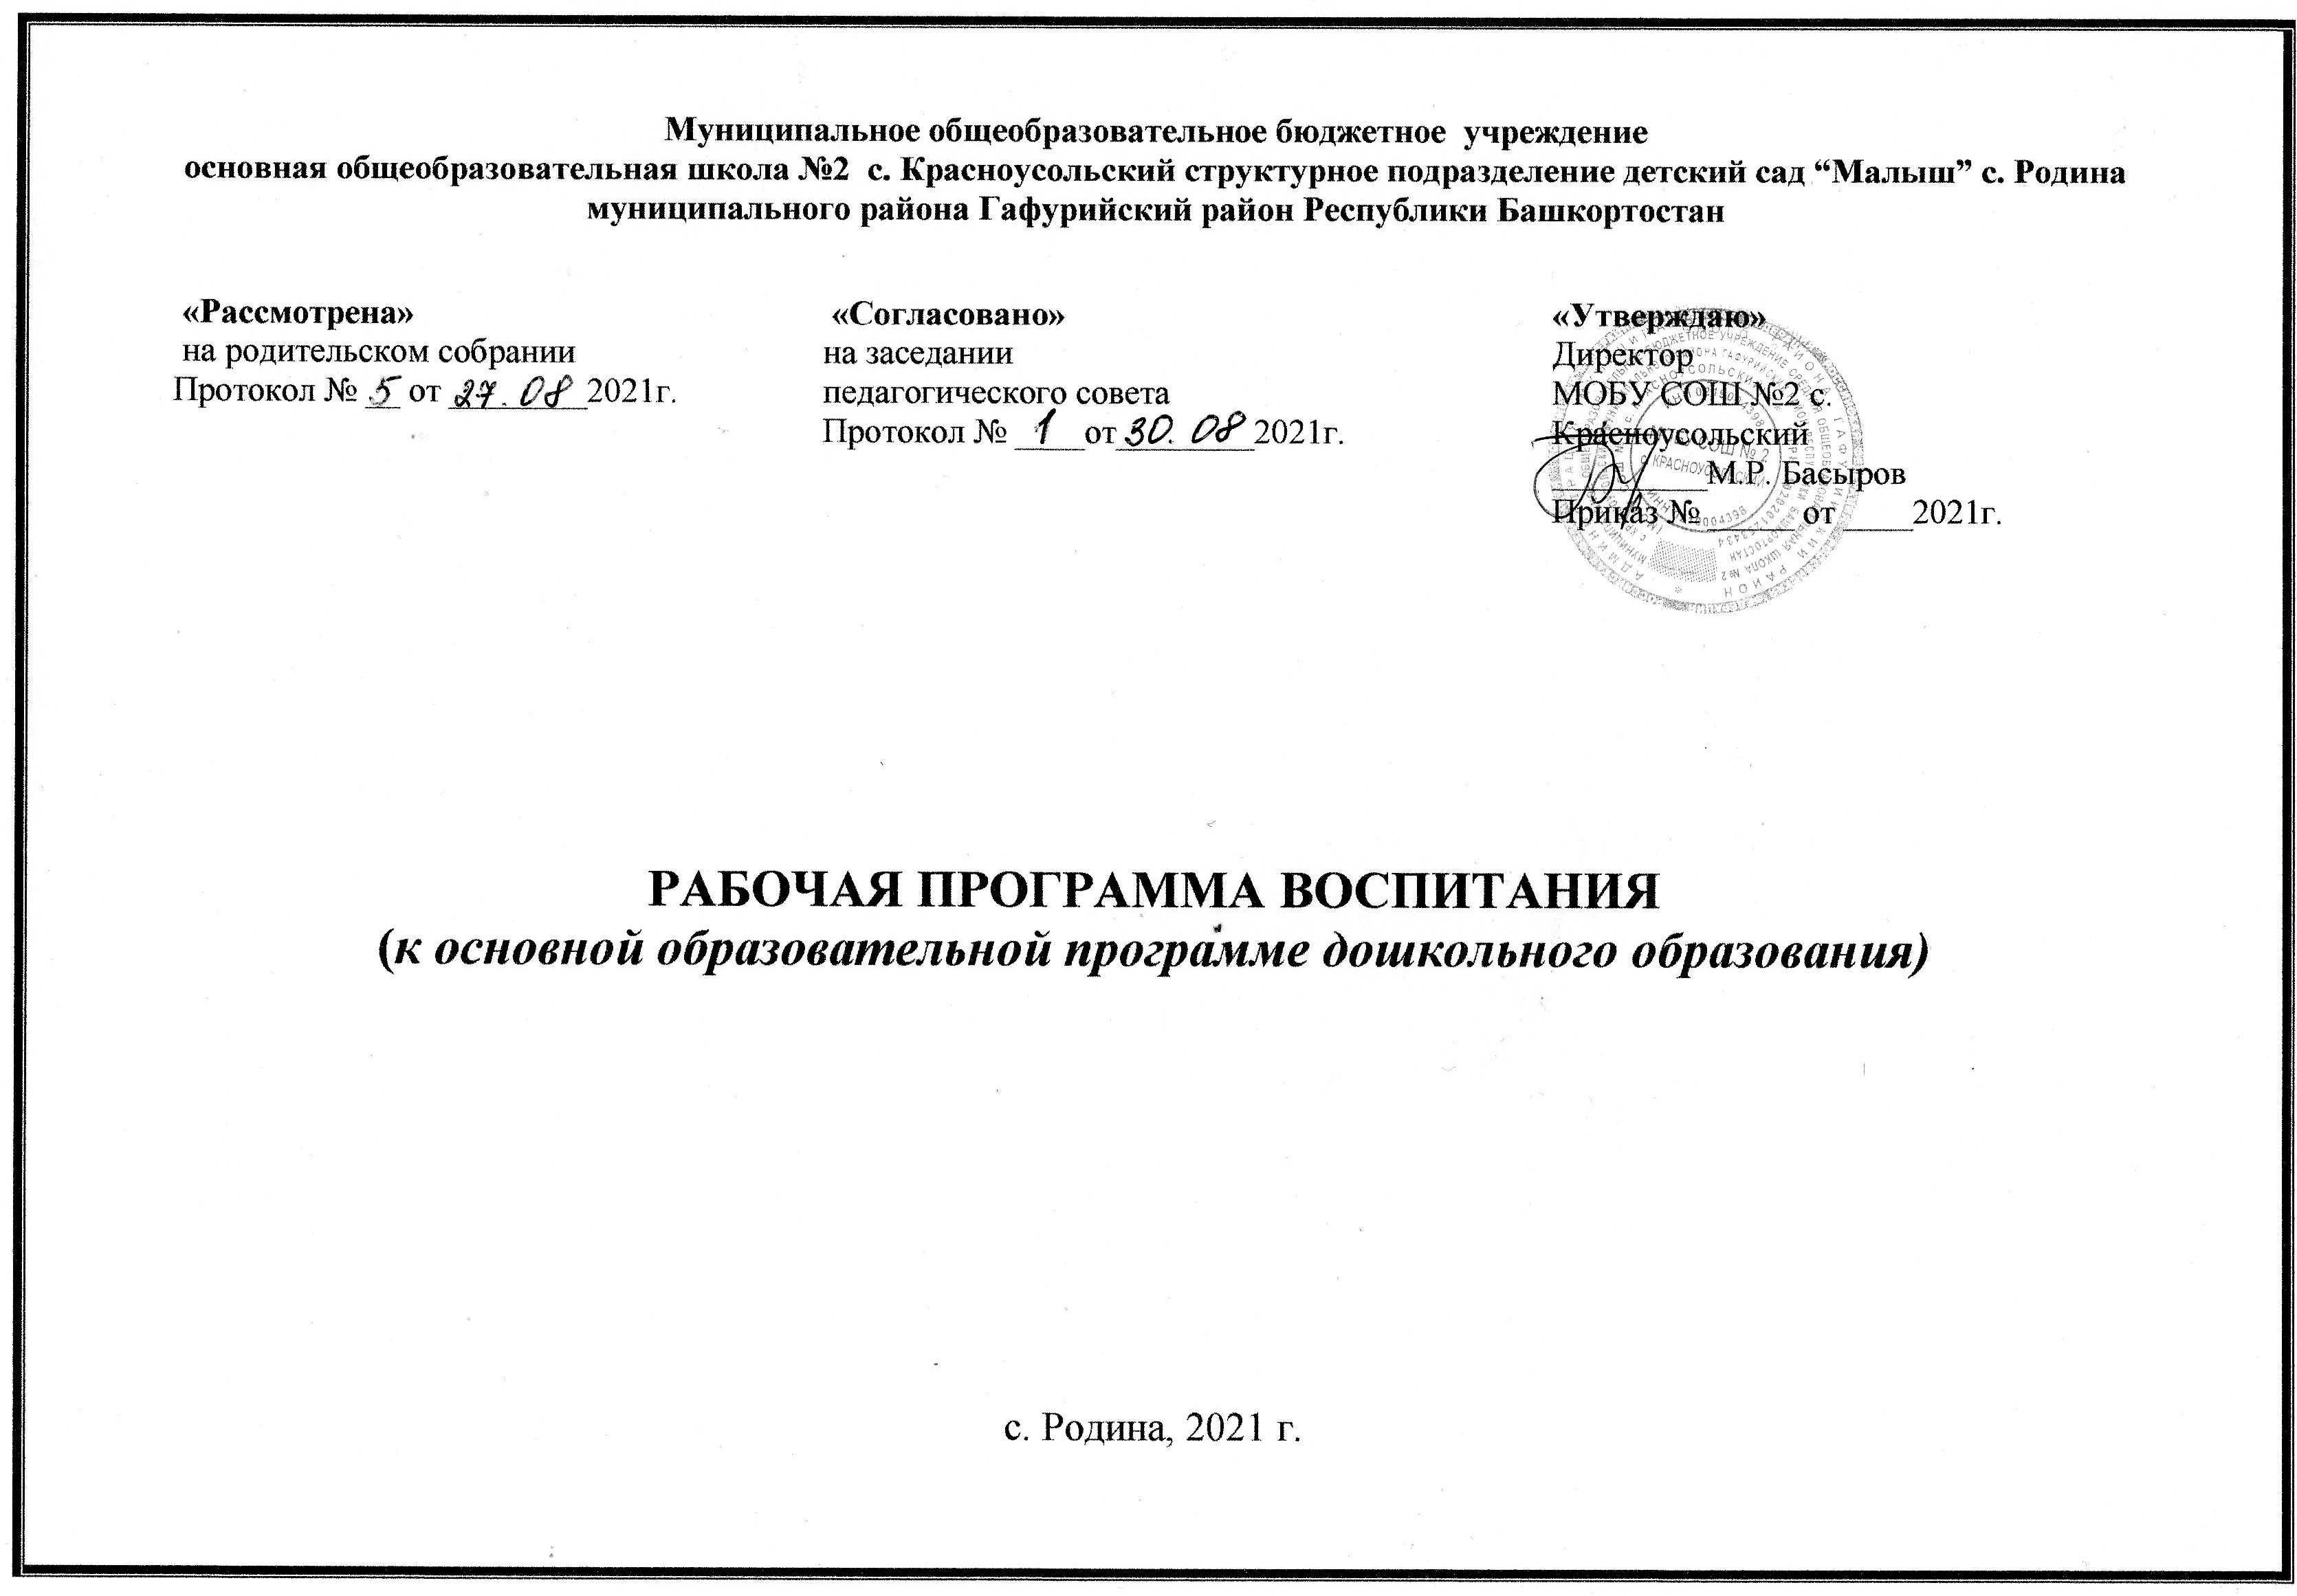 Муниципальное общеобразовательное бюджетное учреждение
основная общеобразовательная школа №2 с. Красноусольский структурное подразделение детский сад “Малыш” с. Родина
муниципального района Гафурийский район Республики Башкортостан
«Рассмотрена»
на родительском собрании
Протокол № 5 от 27. 08 2021г.
«Согласовано»
на заседании
педагогического совета
Протокол № 1 от 30. 08 2021г.
«Утверждаю»
Директор
МОБУ СОШ №2 с.
Красноусольский
_________М.Р. Басыров
Приказ № _____ от ____2021г.
РАБОЧАЯ ПРОГРАММА ВОСПИТАНИЯ
(к основной образовательной программе дошкольного образования)
с. Родина, 2021 г.